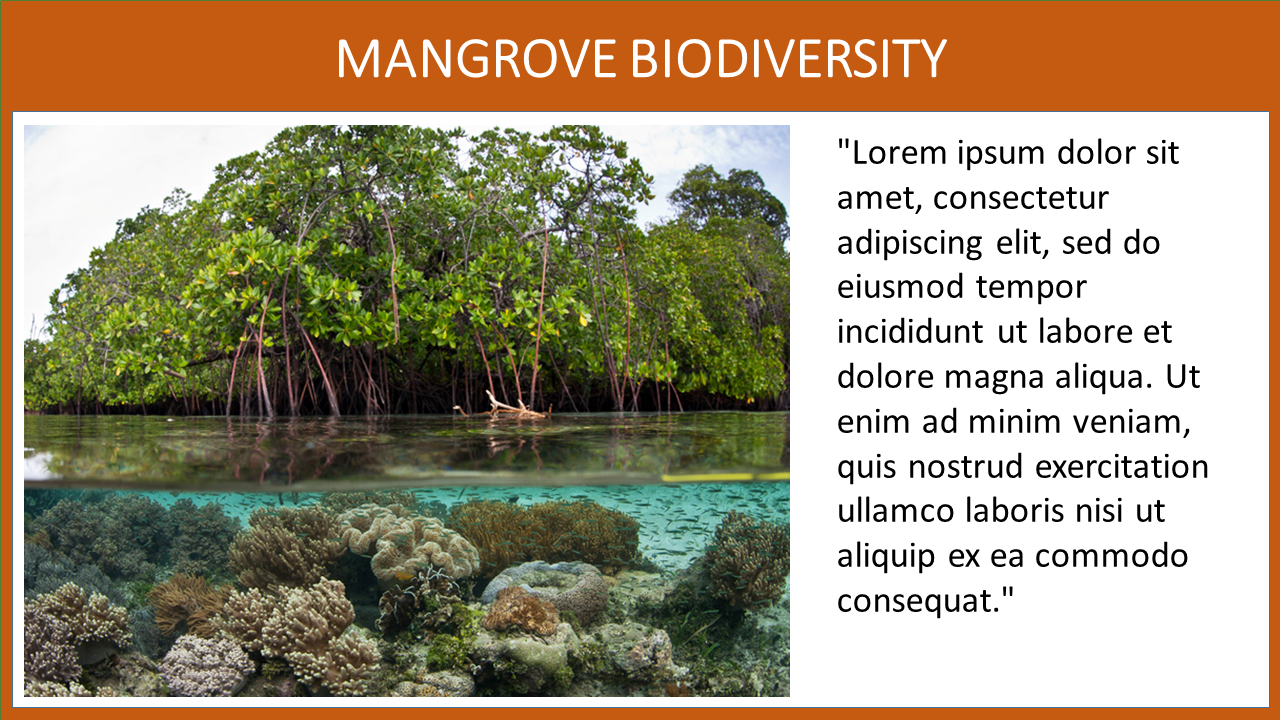 MANGROVE BIODIVERSITY
"Lorem ipsum dolor sit
amet, consectetur
adipiscing elit, sed do
eiusmod tempor
incididunt ut labore et
dolore magna aliqua. Ut
enim ad minim veniam,
quis nostrud exercitation
ullamco laboris nisi ut
aliquip ex ea commodo
consequat."